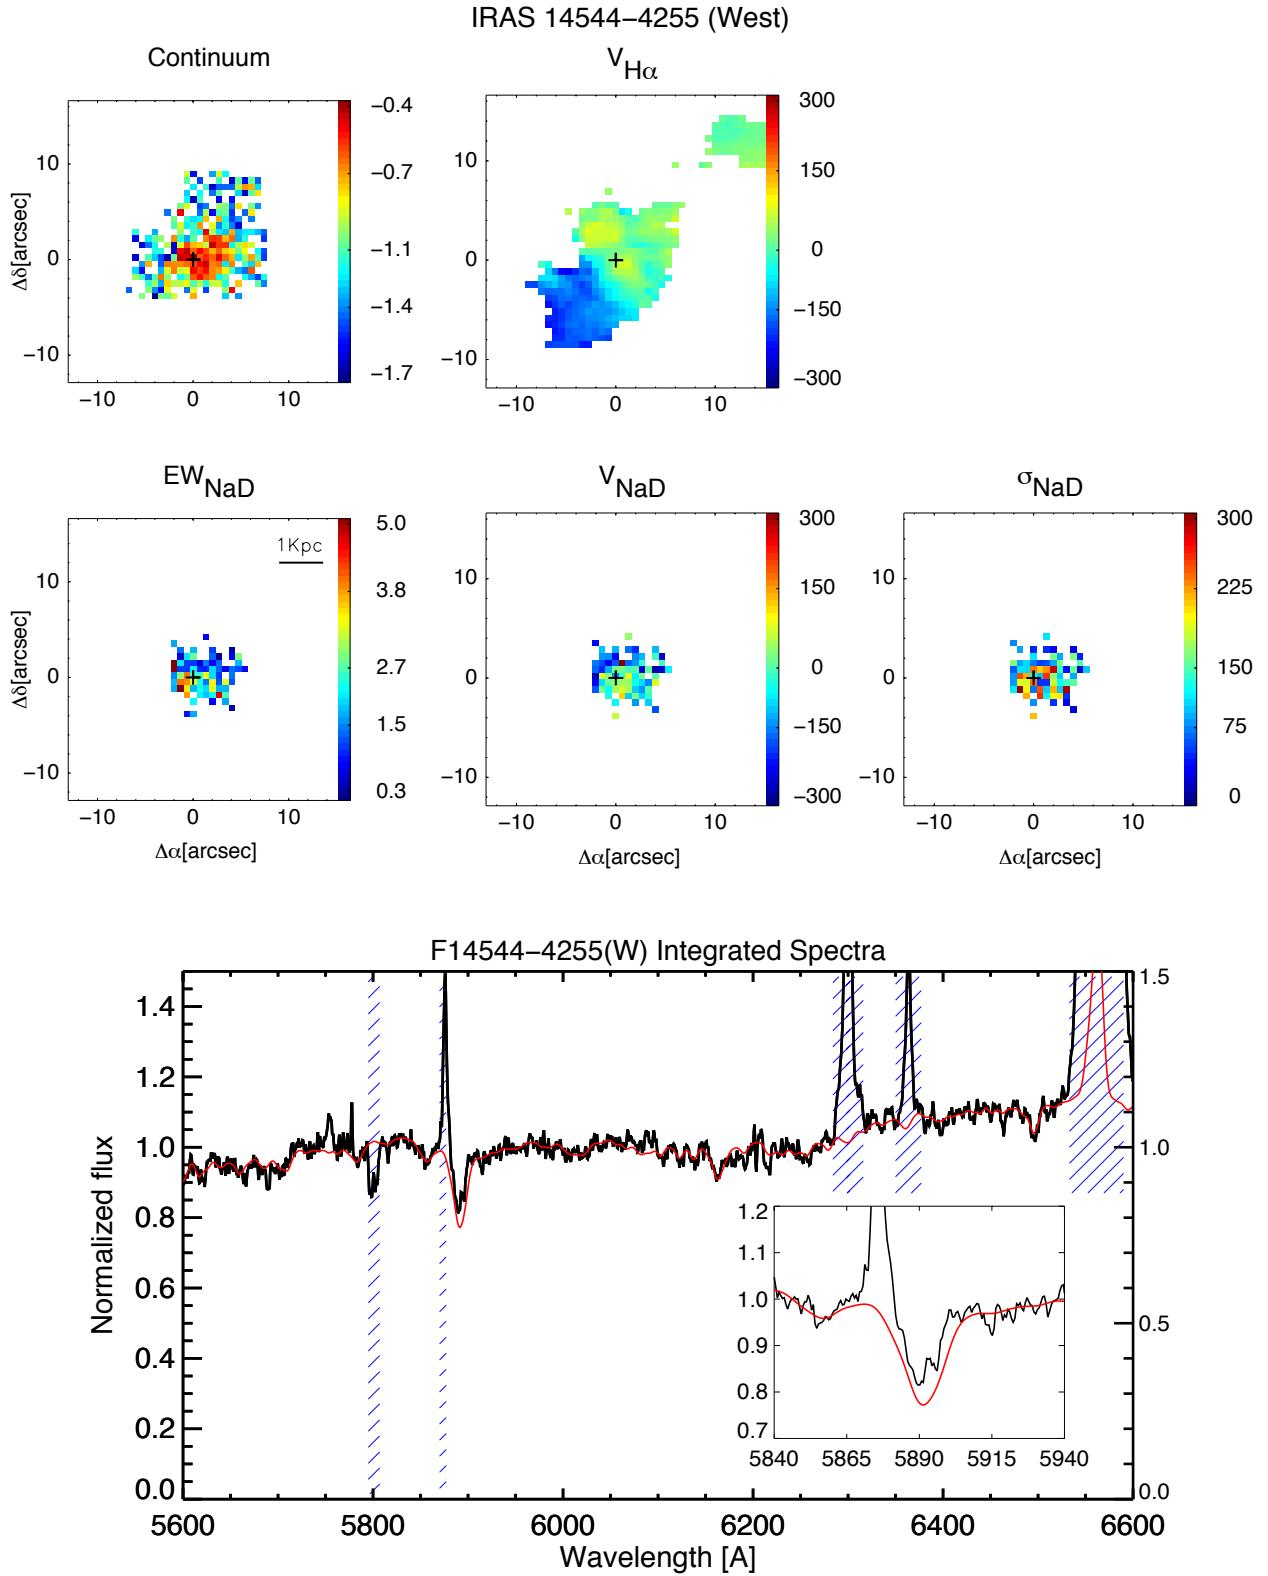 IRAS 14544−4255 (West)
Continuum
VHα
−0.4
−0.7
−1.1
−1.4
−1.7
300
150
0
−150
−300
10
0
−10
Δδ[arcsec]
−10 0 10
10
0
−10
−10 0 10
EWNaD
VNaD
σNaD
1Kpc
5.0
3.8
2.7
1.5
0.3
300
150
0
−150
−300
300
225
150
75
0
10
0
−10
Δδ[arcsec]
10
0
−10
10
0
−10
−10 0 10
−10 0 10
−10 0 10
Δα[arcsec]
Δα[arcsec]
Δα[arcsec]
F14544−4255(W) Integrated Spectra
1.4
1.2
1.0
0.8
0.6
0.4
0.2
0.0
Normalized flux
1.5
1.0
0.5
0.0
1.2
1.1
1.0
0.9
0.8
0.7
5840 5865 5890 5915 5940
5600 5800 6000 6200 6400 6600
Wavelength [A]